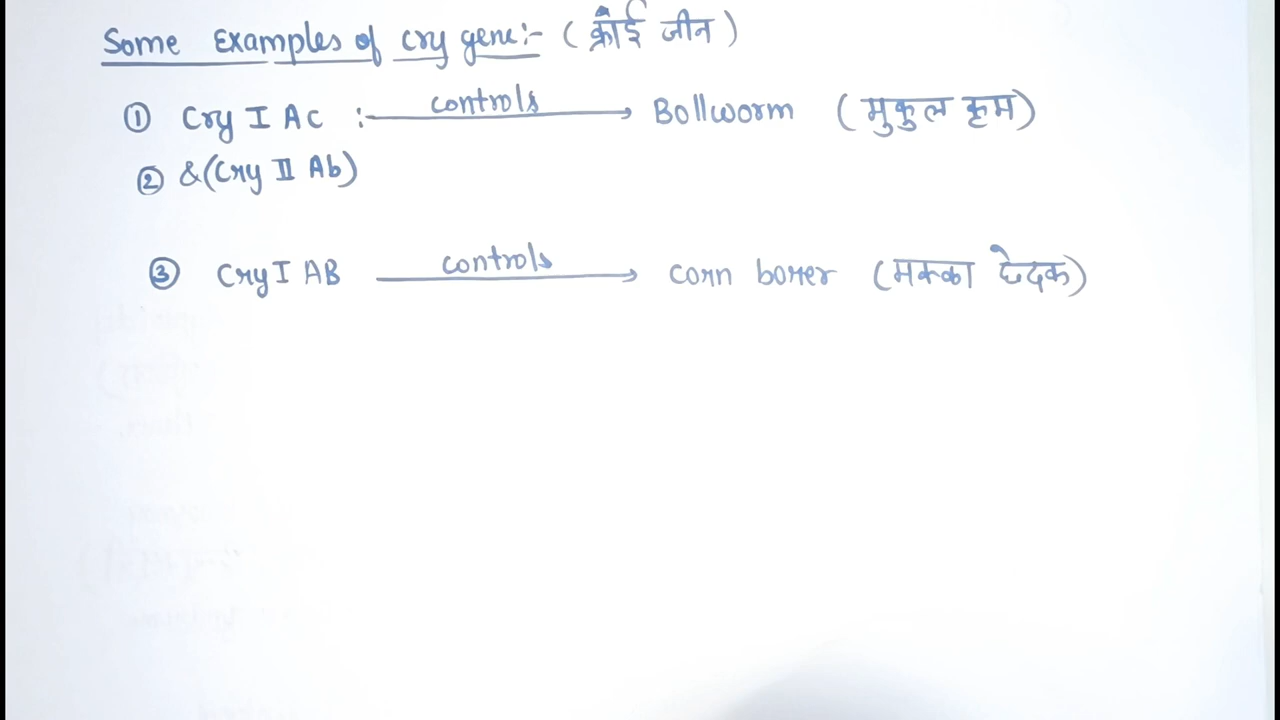 Some Examples of cry gene:- (क्राई जीन)
① Cry I Ac :- controls → Bollworm (मुकुल कृम)
② &(Cry II Ab)
③ Cry I AB controls → corn borer (मक्का छेदक)